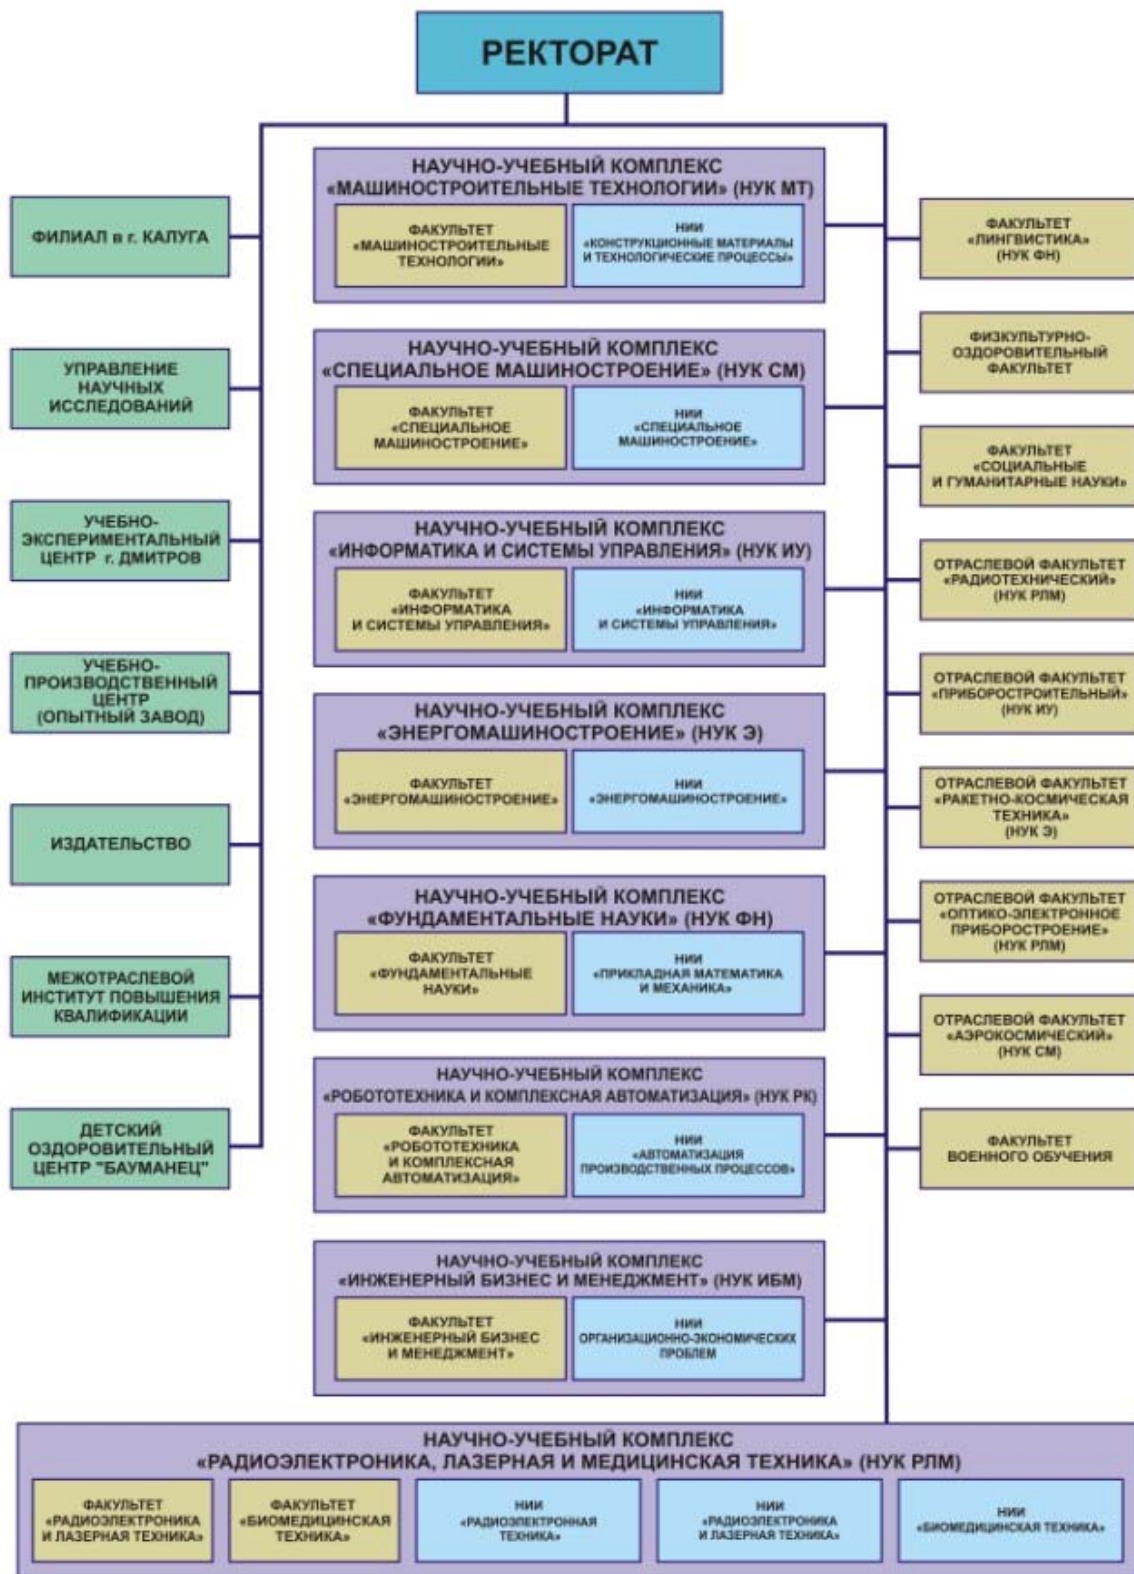 РЕКТОРАТ
ФИЛИАЛ в г. КАЛУГА
УПРАВЛЕНИЕ
НАУЧНЫХ
ИССЛЕДОВАНИЙ
УЧЕБНО-
ЭКСПЕРИМЕНТАЛЬНЫЙ
ЦЕНТР г. ДМИТРОВ
УЧЕБНО-
ПРОИЗВОДСТВЕННЫЙ
ЦЕНТР
(ОПЫТНЫЙ ЗАВОД)
ИЗДАТЕЛЬСТВО
МЕЖОТРАСЛЕВОЙ
ИНСТИТУТ ПОВЫШЕНИЯ
КВАЛИФИКАЦИИ
ДЕТСКИЙ
ОЗДОРОВИТЕЛЬНЫЙ
ЦЕНТР "БАУМАНЕЦ"
НАУЧНО-УЧЕБНЫЙ КОМПЛЕКС
«МАШИНОСТРОИТЕЛЬНЫЕ ТЕХНОЛОГИИ» (НУК МТ)
ФАКУЛЬТЕТ
«МАШИНОСТРОИТЕЛЬНЫЕ
ТЕХНОЛОГИИ»
НИИ
«КОНСТРУКЦИОННЫЕ МАТЕРИАЛЫ
И ТЕХНОЛОГИЧЕСКИЕ ПРОЦЕССЫ»
НАУЧНО-УЧЕБНЫЙ КОМПЛЕКС
«СПЕЦИАЛЬНОЕ МАШИНОСТРОЕНИЕ» (НУК СМ)
ФАКУЛЬТЕТ
«СПЕЦИАЛЬНОЕ
МАШИНОСТРОЕНИЕ»
НИИ
«СПЕЦИАЛЬНОЕ
МАШИНОСТРОЕНИЕ»
НАУЧНО-УЧЕБНЫЙ КОМПЛЕКС
«ИНФОРМАТИКА И СИСТЕМЫ УПРАВЛЕНИЯ» (НУК ИУ)
ФАКУЛЬТЕТ
«ИНФОРМАТИКА
И СИСТЕМЫ УПРАВЛЕНИЯ»
НИИ
«ИНФОРМАТИКА
И СИСТЕМЫ УПРАВЛЕНИЯ»
НАУЧНО-УЧЕБНЫЙ КОМПЛЕКС
«ЭНЕРГОМАШИНОСТРОЕНИЕ» (НУК Э)
ФАКУЛЬТЕТ
«ЭНЕРГОМАШИНОСТРОЕНИЕ»
НИИ
«ЭНЕРГОМАШИНОСТРОЕНИЕ»
НАУЧНО-УЧЕБНЫЙ КОМПЛЕКС
«ФУНДАМЕНТАЛЬНЫЕ НАУКИ» (НУК ФН)
ФАКУЛЬТЕТ
«ФУНДАМЕНТАЛЬНЫЕ
НАУКИ»
НИИ
«ПРИКЛАДНАЯ МАТЕМАТИКА
И МЕХАНИКА»
НАУЧНО-УЧЕБНЫЙ КОМПЛЕКС
«РОБОТОТЕХНИКА И КОМПЛЕКСНАЯ АВТОМАТИЗАЦИЯ» (НУК РК)
ФАКУЛЬТЕТ
«РОБОТОТЕХНИКА
И КОМПЛЕКСНАЯ
АВТОМАТИЗАЦИЯ»
НИИ
«АВТОМАТИЗАЦИЯ
ПРОИЗВОДСТВЕННЫХ ПРОЦЕССОВ»
НАУЧНО-УЧЕБНЫЙ КОМПЛЕКС
«ИНЖЕНЕРНЫЙ БИЗНЕС И МЕНЕДЖМЕНТ» (НУК ИБМ)
ФАКУЛЬТЕТ
«ИНЖЕНЕРНЫЙ БИЗНЕС
И МЕНЕДЖМЕНТ»
НИИ
ОРГАНИЗАЦИОННО-ЭКОНОМИЧЕСКИХ
ПРОБЛЕМ
ФАКУЛЬТЕТ
«ЛИНГВИСТИКА»
(НУК ФН)
ФИЗКУЛЬТУРНО-
ОЗДОРОВИТЕЛЬНЫЙ
ФАКУЛЬТЕТ
ФАКУЛЬТЕТ
«СОЦИАЛЬНЫЕ
И ГУМАНИТАРНЫЕ НАУКИ»
ОТРАСЛЕВОЙ ФАКУЛЬТЕТ
«РАДИОТЕХНИЧЕСКИЙ»
(НУК РЛМ)
ОТРАСЛЕВОЙ ФАКУЛЬТЕТ
«ПРИБОРОСТРОИТЕЛЬНЫЙ»
(НУК ИУ)
ОТРАСЛЕВОЙ ФАКУЛЬТЕТ
«РАКЕТНО-КОСМИЧЕСКАЯ
ТЕХНИКА»
(НУК Э)
ОТРАСЛЕВОЙ ФАКУЛЬТЕТ
«ОПТИКО-ЭЛЕКТРОННОЕ
ПРИБОРОСТРОЕНИЕ»
(НУК РЛМ)
ОТРАСЛЕВОЙ ФАКУЛЬТЕТ
«АЭРОКОСМИЧЕСКИЙ»
(НУК СМ)
ФАКУЛЬТЕТ
ВОЕННОГО ОБУЧЕНИЯ
НАУЧНО-УЧЕБНЫЙ КОМПЛЕКС
«РАДИОЭЛЕКТРОНИКА, ЛАЗЕРНАЯ И МЕДИЦИНСКАЯ ТЕХНИКА» (НУК РЛМ)
ФАКУЛЬТЕТ
«РАДИОЭЛЕКТРОНИКА
И ЛАЗЕРНАЯ ТЕХНИКА»
ФАКУЛЬТЕТ
«БИОМЕДИЦИНСКАЯ
ТЕХНИКА»
НИИ
«РАДИОЭЛЕКТРОННАЯ
ТЕХНИКА»
НИИ
«РАДИОЭЛЕКТРОНИКА
И ЛАЗЕРНАЯ ТЕХНИКА»
НИИ
«БИОМЕДИЦИНСКАЯ ТЕХНИКА»